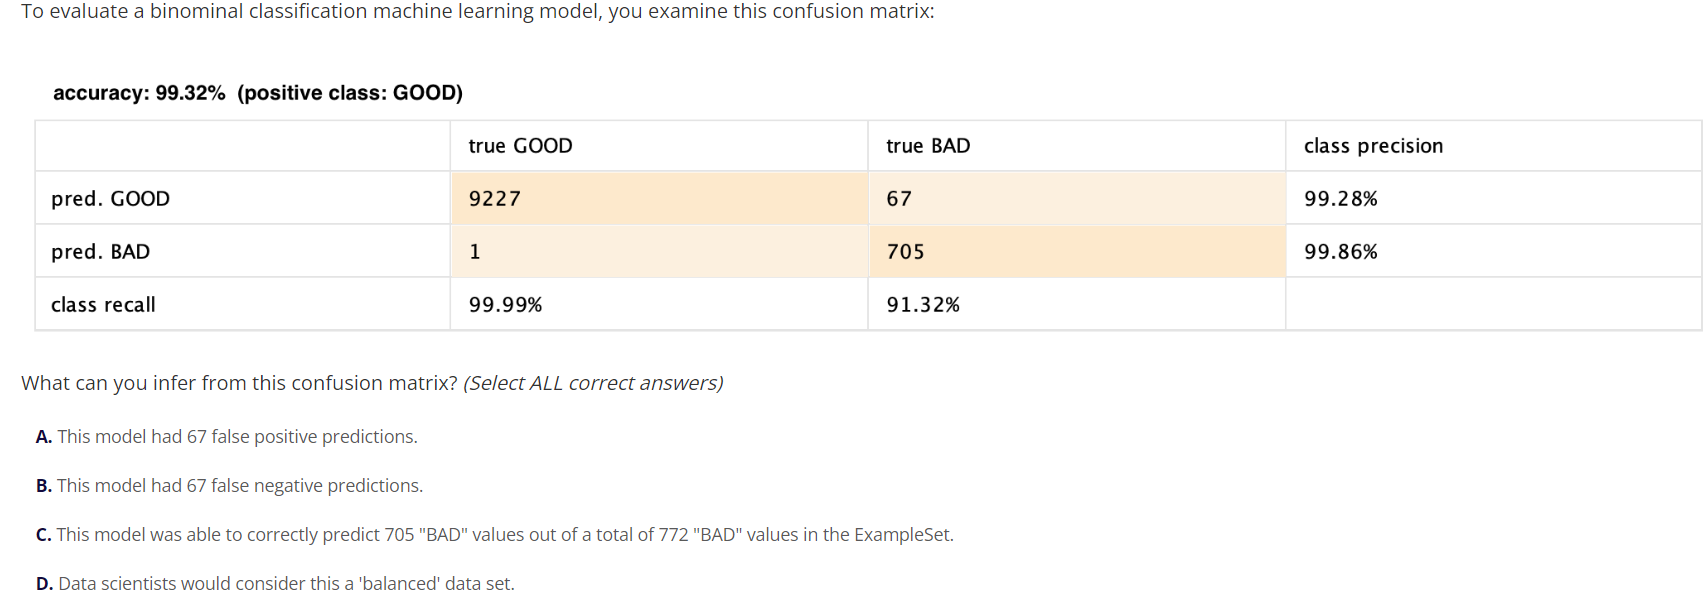 To evaluate a binominal classification machine learning model, you examine this confusion matrix:
accuracy: 99.32% (positive class: GOOD)
true GOOD true BAD class precision
pred. GOOD 9227 67 99.28%
pred. BAD 1 705 99.86%
class recall 99.99% 91.32%
What can you infer from this confusion matrix? (Select ALL correct answers)
A. This model had 67 false positive predictions.
B. This model had 67 false negative predictions.
C. This model was able to correctly predict 705 "BAD" values out of a total of 772 "BAD" values in the ExampleSet.
D. Data scientists would consider this a 'balanced' data set.